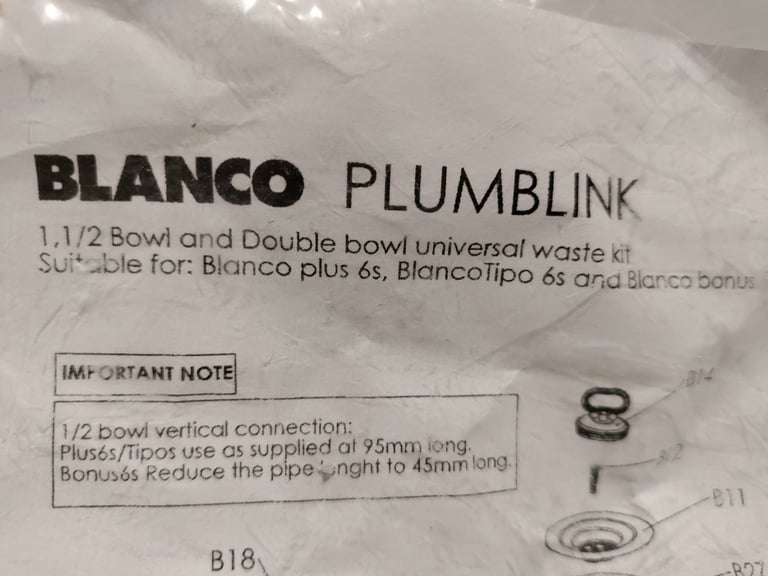 BLANCO PLUMBLINK
1,1/2 Bowl and Double bowl universal waste kit
Suitable for: Blanco plus 6s, BlancoTipo 6s and Blanco bonus
IMPORTANT NOTE
1/2 bowl vertical connection:
Plus6s/Tipos use as supplied at 95mm long.
Bonus6s Reduce the pipe lenght to 45mm long.
B14
B12
B11
B18
B27